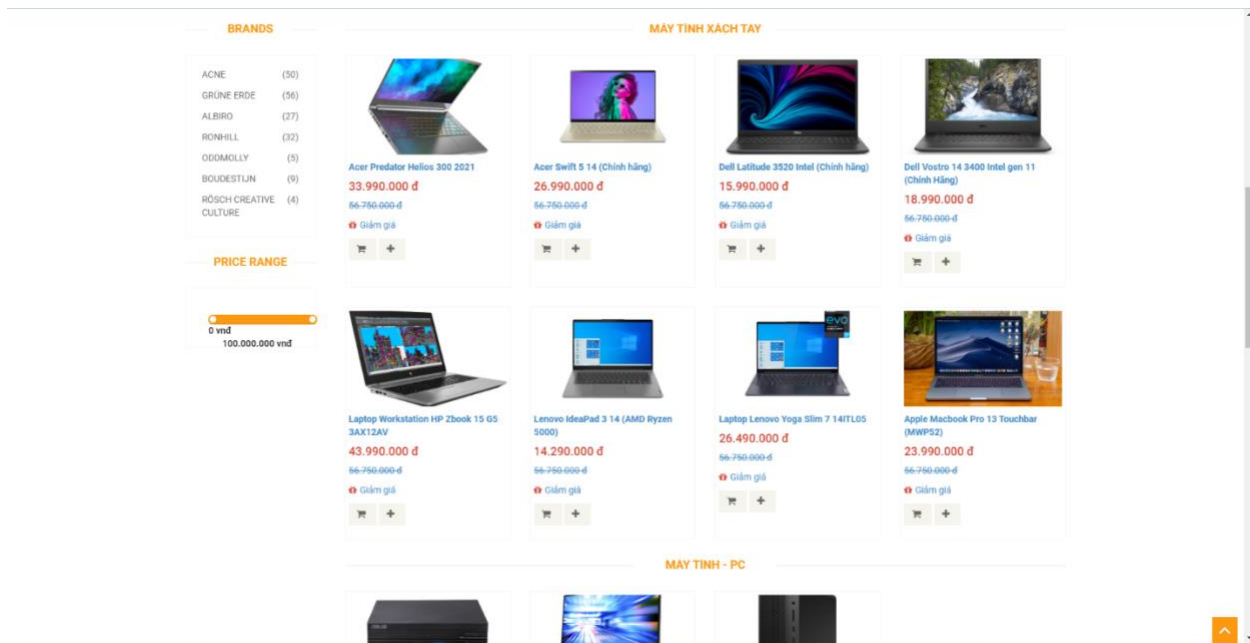 BRANDS
ACNE (50)
GRÜNE ERDE (56)
ALBIRO (27)
RONHILL (32)
ODDMOLLY (5)
BOUDESTIJN (9)
RÖSCH CREATIVE (4)
CULTURE
PRICE RANGE
0 vnđ
100.000.000 vnđ
MÁY TÍNH XÁCH TAY
Acer Predator Helios 300 2021
33.990.000 đ
56.750.000 đ
Giảm giá
Acer Swift 5 14 (Chính hãng)
26.990.000 đ
56.750.000 đ
Giảm giá
Dell Latitude 3520 Intel (Chính hãng)
15.990.000 đ
56.750.000 đ
Giảm giá
Dell Vostro 14 3400 Intel gen 11
(Chính Hãng)
18.990.000 đ
56.750.000 đ
Giảm giá
Laptop Workstation HP Zbook 15 G5
3AX12AV
43.990.000 đ
56.750.000 đ
Giảm giá
Lenovo IdeaPad 3 14 (AMD Ryzen
5000)
14.290.000 đ
56.750.000 đ
Giảm giá
evo
Laptop Lenovo Yoga Slim 7 14ITL05
26.490.000 đ
56.750.000 đ
Giảm giá
Apple Macbook Pro 13 Touchbar
(MWP52)
23.990.000 đ
56.750.000 đ
Giảm giá
MÁY TÍNH - PC